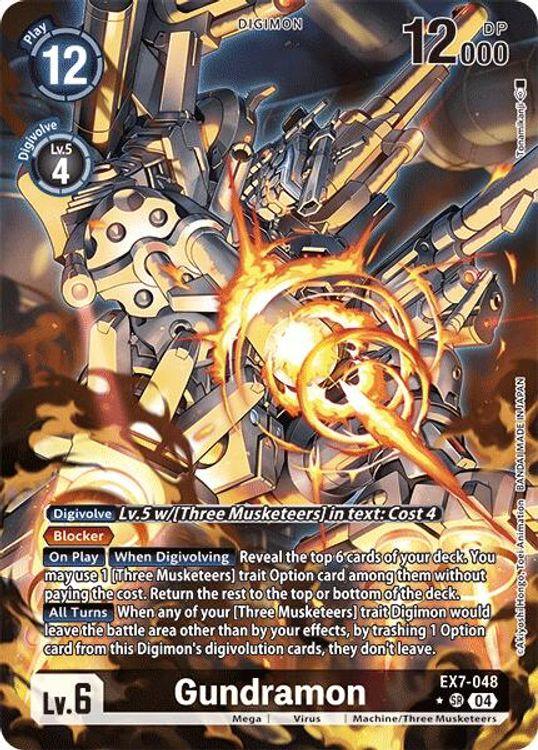 DIGIMON
Play
12
12000
DP
Digivolve
Lv.5
4
Tonamikanji
©Akiyoshi Hongo, Toei Animation BANDAI MADE IN JAPAN
Digivolve Lv.5 w/[Three Musketeers] in text: Cost 4
Blocker
On Play When Digivolving Reveal the top 6 cards of your deck. You
may use 1 [Three Musketeers] trait Option card among them without
paying the cost. Return the rest to the top or bottom of the deck.
All Turns When any of your [Three Musketeers] trait Digimon would
leave the battle area other than by your effects, by trashing 1 Option
card from this Digimon's digivolution cards, they don't leave.
Lv.6
Gundramon
EX7-048
SR 04
Mega Virus Machine/Three Musketeers